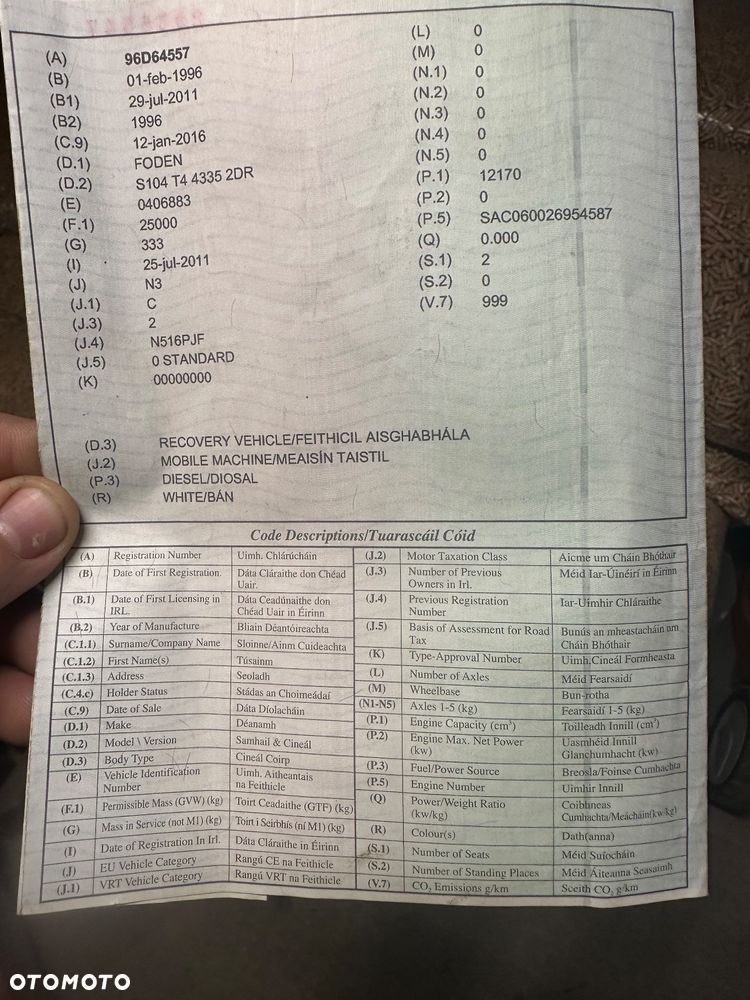 (A) 96D64557
(B) 01-feb-1996
(B1) 29-jul-2011
(B2) 1996
(C.9) 12-jan-2016
(D.1) FODEN
(D.2) S104 T4 4335 2DR
(E) 0406883
(F.1) 25000
(G) 333
(I) 25-jul-2011
(J) N3
(J.1) C
(J.3) 2
(J.4) N516PJF
(J.5) 0 STANDARD
(K) 00000000
(L) 0
(M) 0
(N.1) 0
(N.2) 0
(N.3) 0
(N.4) 0
(N.5) 0
(P.1) 12170
(P.2) 0
(P.5) SAC060026954587
(Q) 0.000
(S.1) 2
(S.2) 0
(V.7) 999
(D.3) RECOVERY VEHICLE/FEITHICIL AISGHABHÁLA
(J.2) MOBILE MACHINE/MEAISÍN TAISTIL
(P.3) DIESEL/DIOSAL
(R) WHITE/BÁN
Code Descriptions/Tuarascáil Cóid
(A) Registration Number Uimh. Chlárúcháin
(B) Date of First Registration. Dáta Cláraithe don Chéad
Uair.
(B.1) Date of First Licensing in Dáta Ceadúnaithe don
IRL. Chéad Uair in Éirinn
(B.2) Year of Manufacture Bliain Déantóireachta
(C.1.1) Surname/Company Name Sloinne/Ainm Cuideachta
(C.1.2) First Name(s) Túsainm
(C.1.3) Address Seoladh
(C.4.c) Holder Status Stádas an Choimeádaí
(C.9) Date of Sale Dáta Díolacháin
(D.1) Make Déanamh
(D.2) Model \ Version Samhail & Cineál
(D.3) Body Type Cineál Coirp
(E) Vehicle Identification Uimh. Aitheantais
Number na Feithicle
(F.1) Permissible Mass (GVW) (kg) Toirt Ceadaithe (GTF) (kg)
(G) Mass in Service (not M1) (kg) Toirt i Seirbhís (ní M1) (kg)
(I) Date of Registration In Irl. Dáta Cláraithe in Éirinn
(J) EU Vehicle Category Rangú CE na Feithicle
(J.1) VRT Vehicle Category Rangú VRT na Feithicle
(J.2) Motor Taxation Class Aicme um Cháin Bhóthair
(J.3) Number of Previous Méid Iar-Úinéirí in Éirinn
Owners in Irl.
(J.4) Previous Registration Iar-Uimhir Chláraithe
Number
(J.5) Basis of Assessment for Road Bunús an mheastacháin um
Tax Cháin Bhóthair
(K) Type-Approval Number Uimh.Cineál Formheasta
(L) Number of Axles Méid Fearsaidí
(M) Wheelbase Bun-rotha
(N1-N5) Axles 1-5 (kg) Fearsaidí 1-5 (kg)
(P.1) Engine Capacity (cm³) Toilleadh Innill (cm³)
(P.2) Engine Max. Net Power Uasmhéid Innill
(kw) Glanchumhacht (kw)
(P.3) Fuel/Power Source Breosla/Foinse Cumhachta
(P.5) Engine Number Uimhir Innill
(Q) Power/Weight Ratio Coibhneas
(kw/kg) Cumhachta/Meáchain(kw/kg)
(R) Colour(s) Dath(anna)
(S.1) Number of Seats Méid Suíocháin
(S.2) Number of Standing Places Méid Áiteanna Seasaimh
(V.7) CO₂ Emissions g/km Sceith CO₂ g/km
OTOMOTO